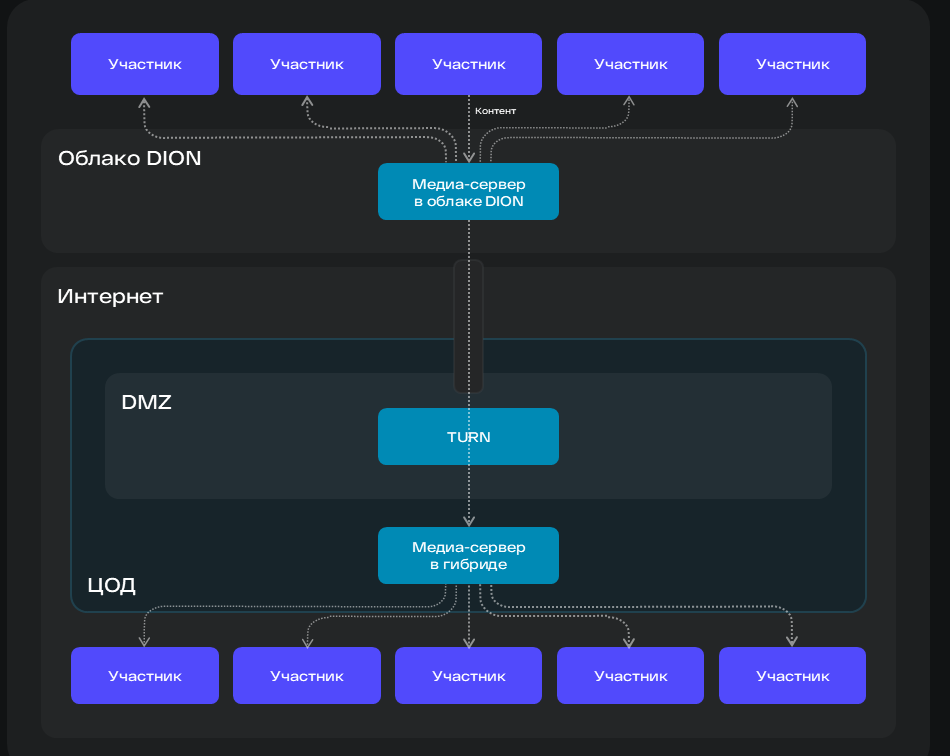 Участник
Участник
Участник
Участник
Участник
Контент
Облако DION
Медиа-сервер
в облаке DION
Интернет
DMZ
TURN
Медиа-сервер
в гибриде
ЦОД
Участник
Участник
Участник
Участник
Участник